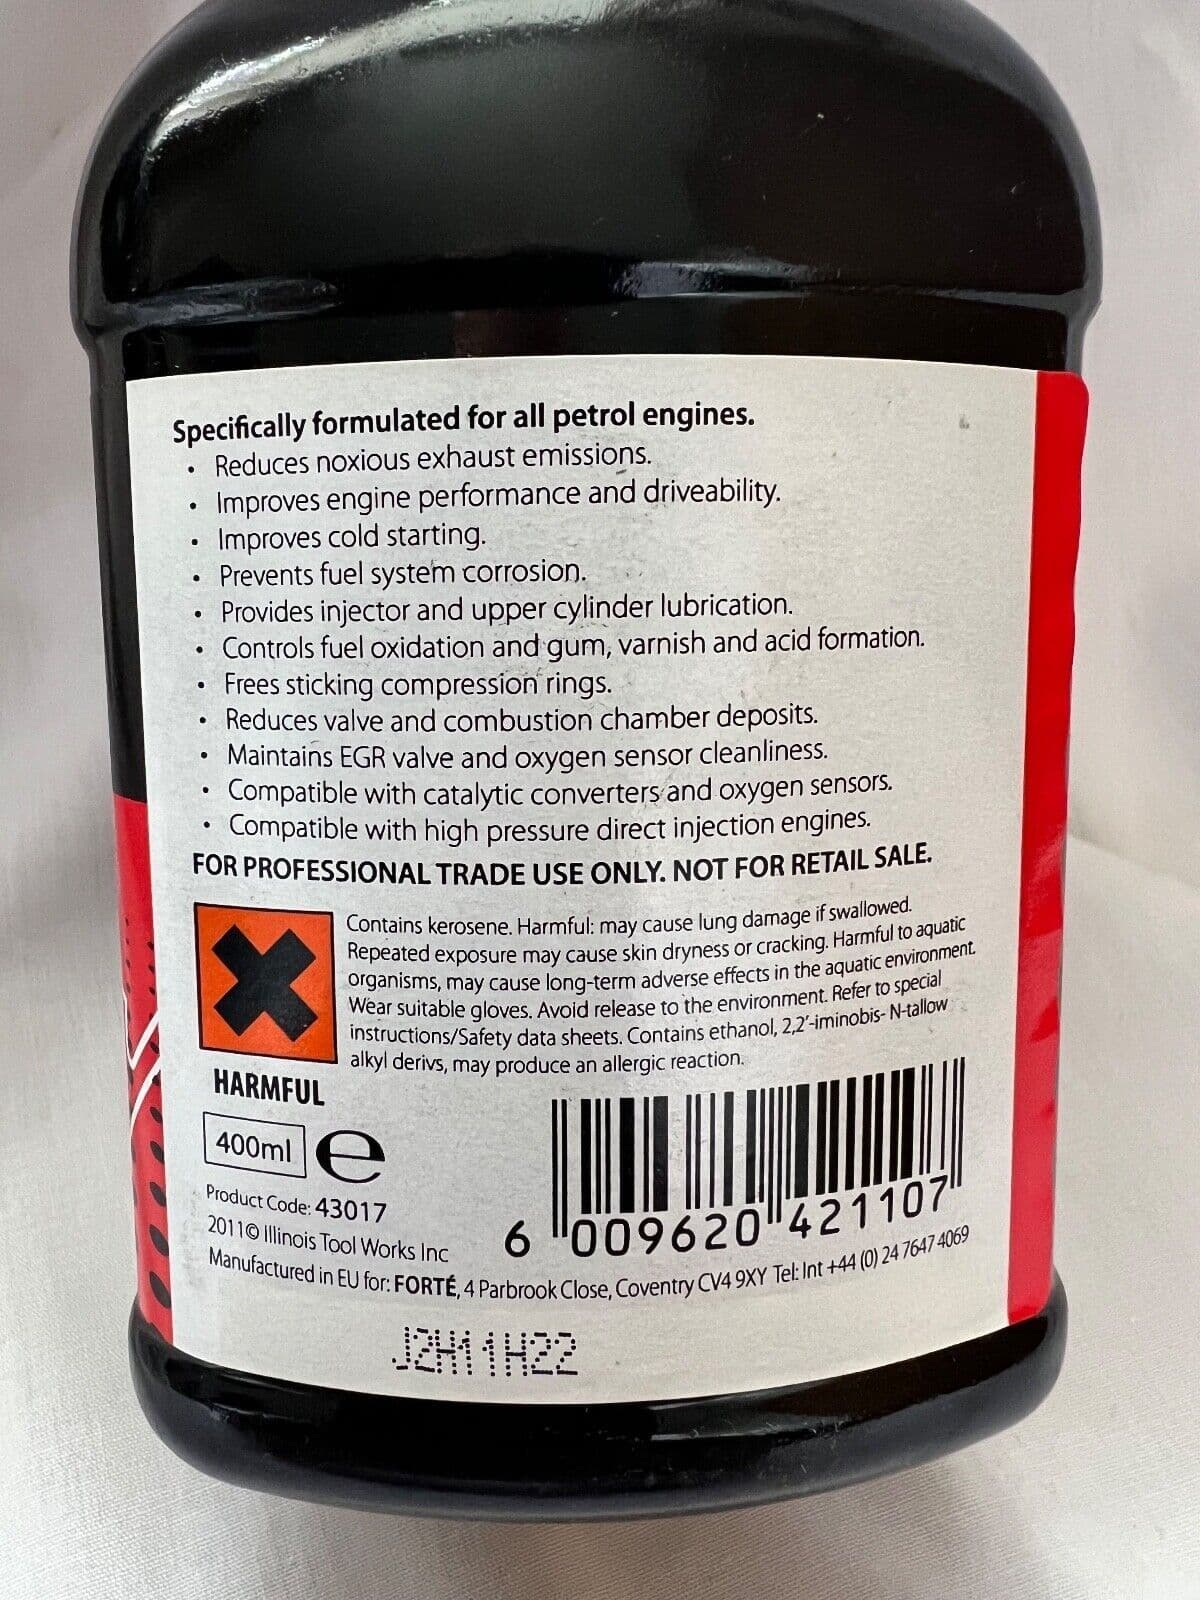 Specifically formulated for all petrol engines.
• Reduces noxious exhaust emissions.
• Improves engine performance and driveability.
• Improves cold starting.
• Prevents fuel system corrosion.
• Provides injector and upper cylinder lubrication.
• Controls fuel oxidation and gum, varnish and acid formation.
• Frees sticking compression rings.
• Reduces valve and combustion chamber deposits.
• Maintains EGR valve and oxygen sensor cleanliness.
• Compatible with catalytic converters and oxygen sensors.
• Compatible with high pressure direct injection engines.
FOR PROFESSIONAL TRADE USE ONLY. NOT FOR RETAIL SALE.
Contains kerosene. Harmful: may cause lung damage if swallowed.
Repeated exposure may cause skin dryness or cracking. Harmful to aquatic
organisms, may cause long-term adverse effects in the aquatic environment.
Wear suitable gloves. Avoid release to the environment. Refer to special
instructions/Safety data sheets. Contains ethanol, 2,2'-iminobis- N-tallow
alkyl derivs, may produce an allergic reaction.
HARMFUL
400ml e
Product Code: 43017
2011© Illinois Tool Works Inc
6 009620 421107
Manufactured in EU for: FORTÉ, 4 Parbrook Close, Coventry CV4 9XY Tel: Int +44 (0) 24 7647 4069
J2H11H22